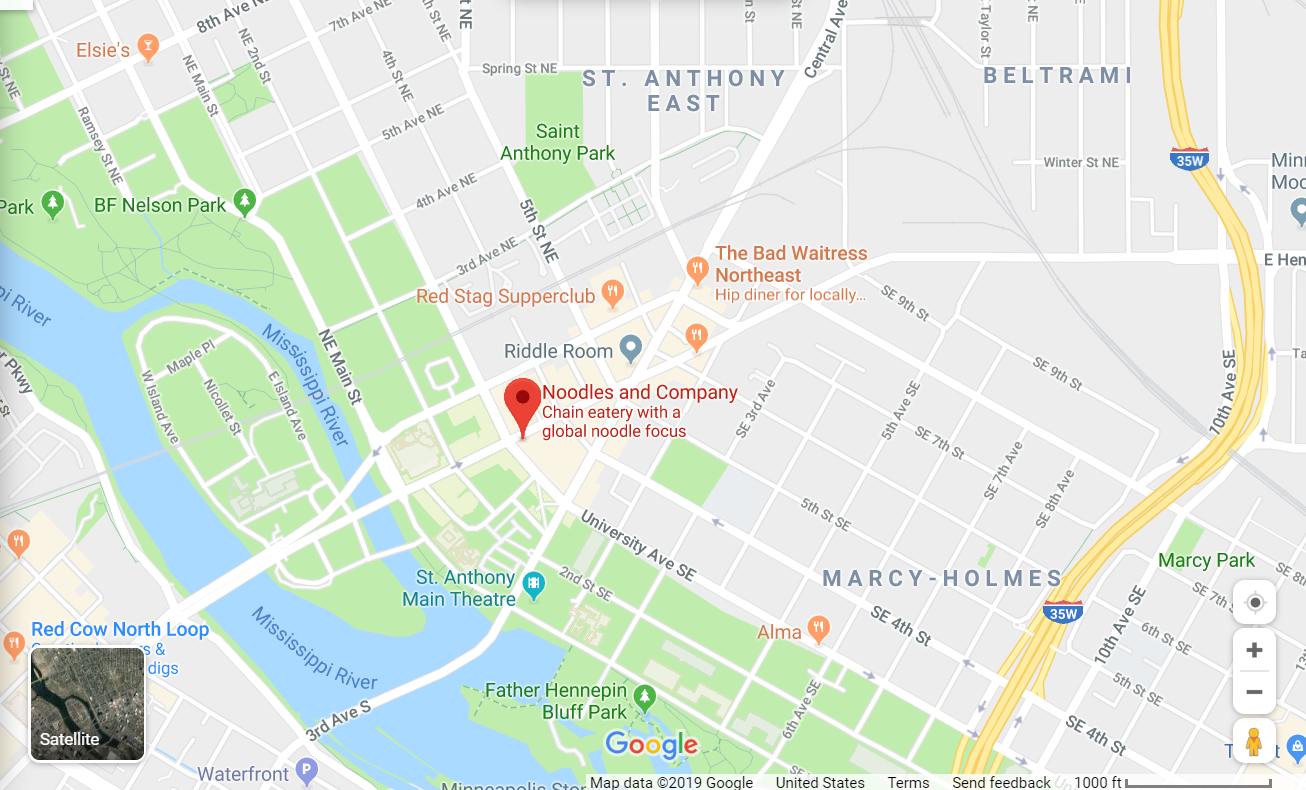 8th Ave NE
7th Ave NE
NE
Elsie's
NE 2nd St
NE Main St
4th St NE
Spring St NE
ST. ANTHONY
EAST
Central Ave
Taylor St
BELTRAMI
Ramsey St NE
5th Ave NE
Saint
Anthony Park
Winter St NE
35W
Park
BF Nelson Park
4th Ave NE
5th St NE
3rd Ave NE
The Bad Waitress
Northeast
Hip diner for locally...
E Hen
Red Stag Supperclub
SE 9th St
Mississippi River
NE Main St
Riddle Room
Maple Pl
W Island Ave
Nicollet St
E Island Ave
Pkwy
SE 9th St
10th Ave SE
Noodles and Company
Chain eatery with a
global noodle focus
SE 3rd Ave
5th Ave SE
SE 7th St
SE 7th Ave
SE 8th Ave
5th St SE
University Ave SE
St. Anthony
Main Theatre
2nd St SE
MARCY-HOLMES
Marcy Park
35W
SE 4th St
10th Ave SE
SE 7th St
6th St SE
5th St SE
Red Cow North Loop
& 
digs
Mississippi River
Alma
Father Hennepin
Bluff Park
6th Ave SE
3rd Ave S
SE 4th St
Satellite
Google
Waterfront
P
Map data ©2019 Google
United States
Terms
Send feedback
1000 ft